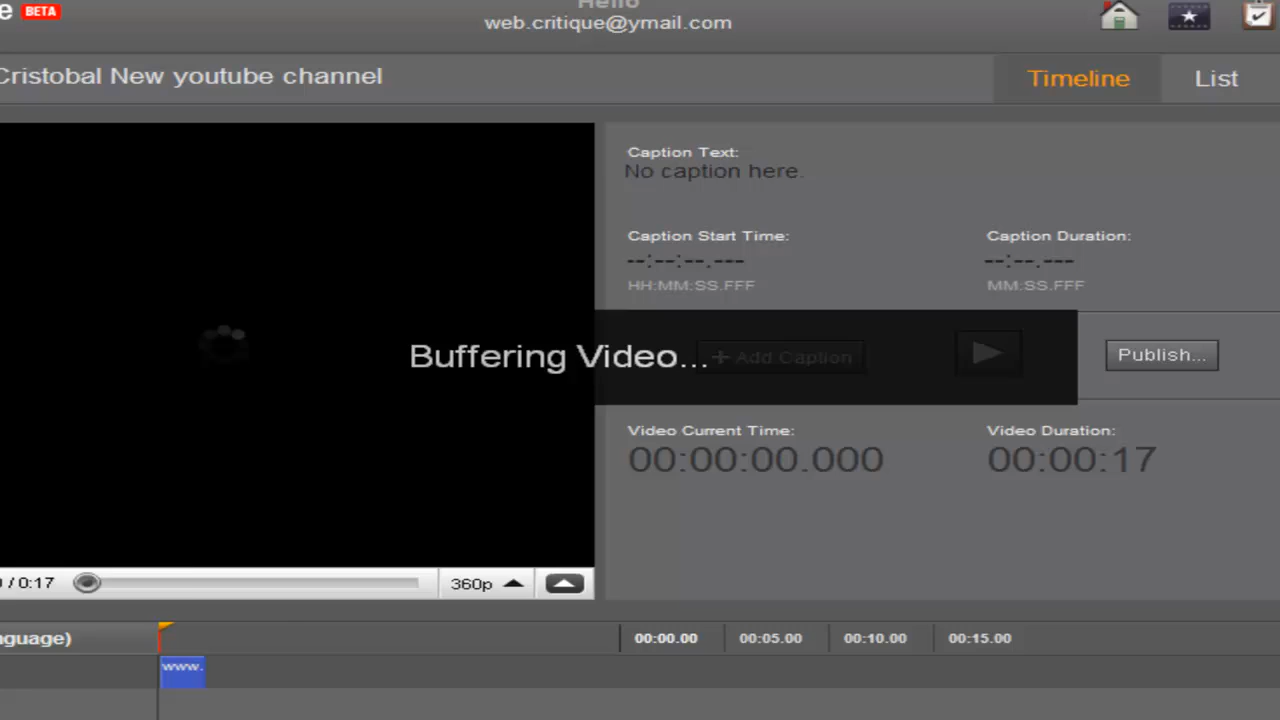 e BETA
Hello
web.critique@ymail.com
Cristobal New youtube channel
Timeline
List
Caption Text:
No caption here.
Caption Start Time:
Caption Duration:
--:--:--.---
--:--.---
HH:MM:SS.FFF
MM:SS.FFF
Buffering Video...
+ Add Caption
Publish...
Video Current Time:
Video Duration:
00:00:00.000
00:00:17
/ 0:17
360p
nguage)
00:00.00
00:05.00
00:10.00
00:15.00
www.